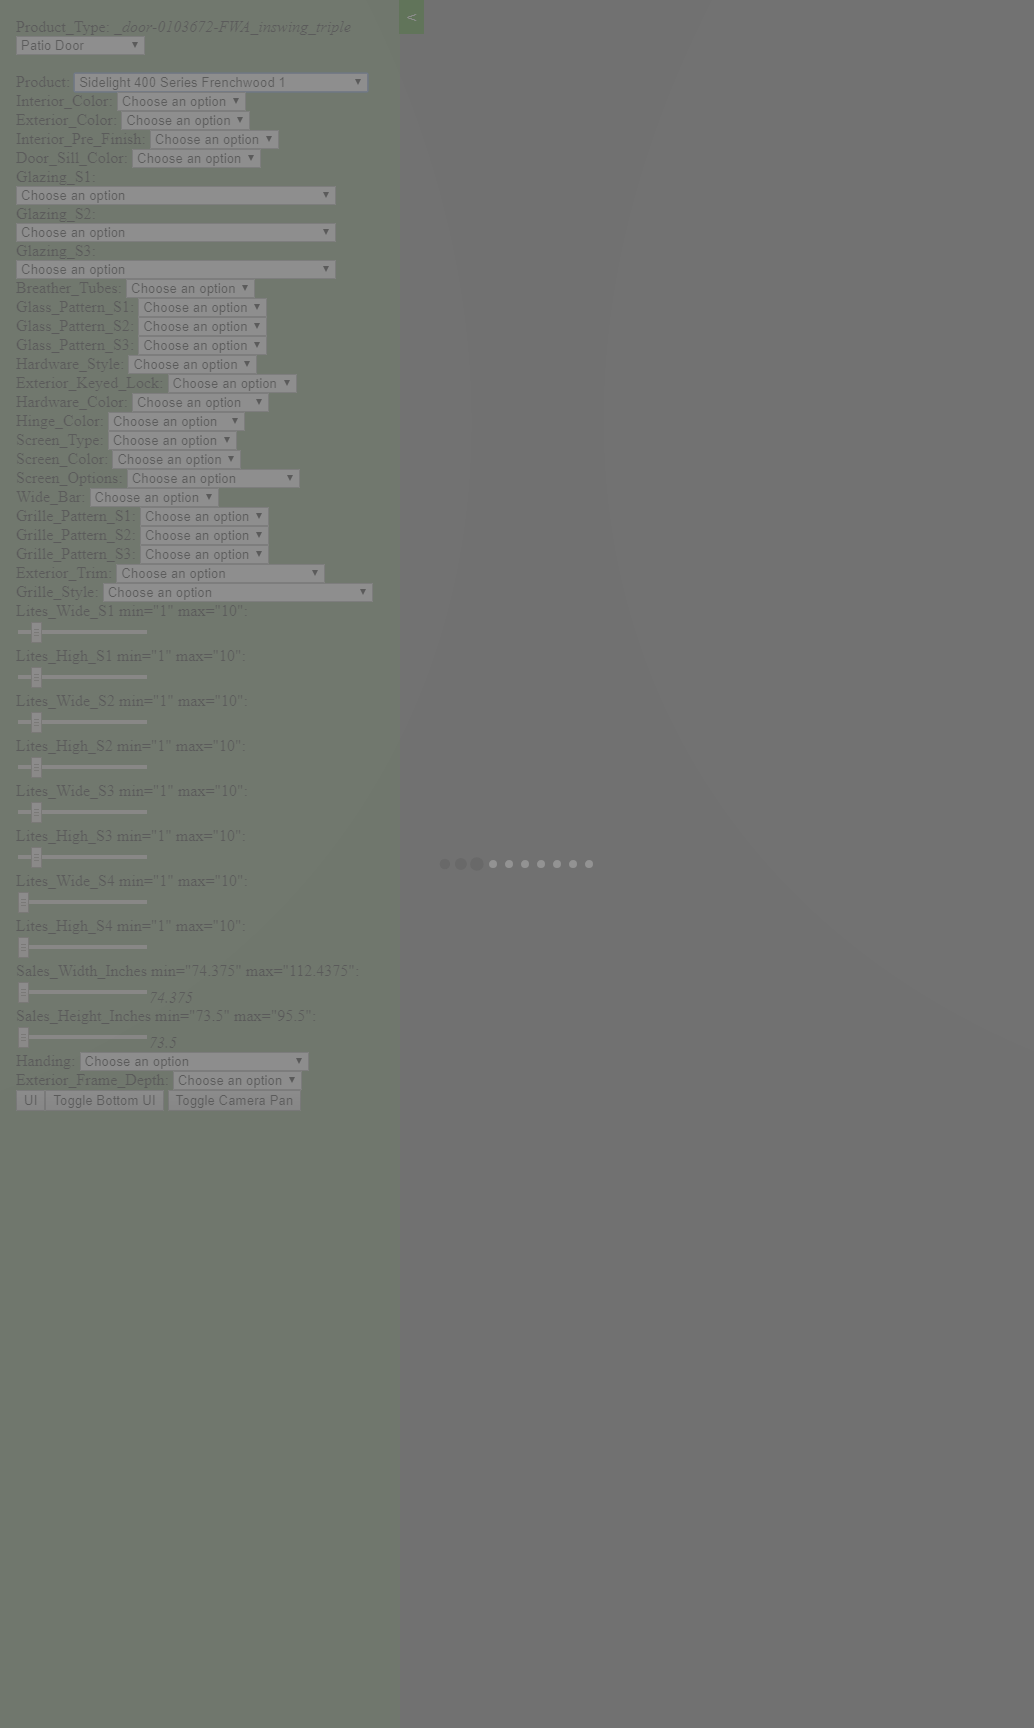 Product_Type: _door-0103672-FWA_inswing_triple
<
Patio Door
Product: Sidelight 400 Series Frenchwood 1
Interior_Color: Choose an option
Exterior_Color: Choose an option
Interior_Pre_Finish: Choose an option
Door_Sill_Color: Choose an option
Glazing_S1:
Choose an option
Glazing_S2:
Choose an option
Glazing_S3:
Choose an option
Breather_Tubes: Choose an option
Glass_Pattern_S1: Choose an option
Glass_Pattern_S2: Choose an option
Glass_Pattern_S3: Choose an option
Hardware_Style: Choose an option
Exterior_Keyed_Lock: Choose an option
Hardware_Color: Choose an option
Hinge_Color: Choose an option
Screen_Type: Choose an option
Screen_Color: Choose an option
Screen_Options: Choose an option
Wide_Bar: Choose an option
Grille_Pattern_S1: Choose an option
Grille_Pattern_S2: Choose an option
Grille_Pattern_S3: Choose an option
Exterior_Trim: Choose an option
Grille_Style: Choose an option
Lites_Wide_S1 min="1" max="10":
Lites_High_S1 min="1" max="10":
Lites_Wide_S2 min="1" max="10":
Lites_High_S2 min="1" max="10":
Lites_Wide_S3 min="1" max="10":
Lites_High_S3 min="1" max="10":
Lites_Wide_S4 min="1" max="10":
Lites_High_S4 min="1" max="10":
Sales_Width_Inches min="74.375" max="112.4375":
74.375
Sales_Height_Inches min="73.5" max="95.5":
73.5
Handing: Choose an option
Exterior_Frame_Depth: Choose an option
UI Toggle Bottom UI Toggle Camera Pan